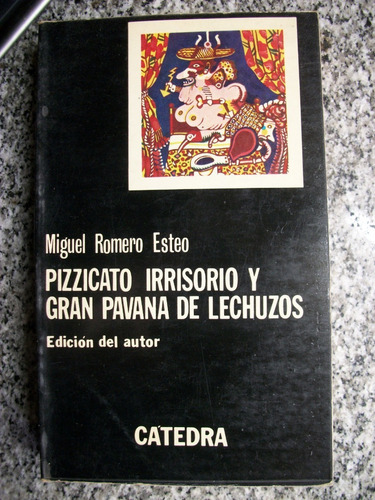 Miguel Romero Esteo
PIZZICATO IRRISORIO Y
GRAN PAVANA DE LECHUZOS
Edición del autor
CATEDRA